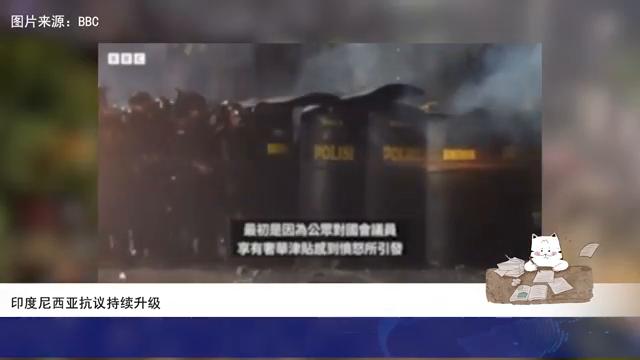 图片来源：BBC
BBC
POLISI
最初是因為公眾對國會議員
享有奢華津貼感到憤怒所引發
印度尼西亚抗议持续升级